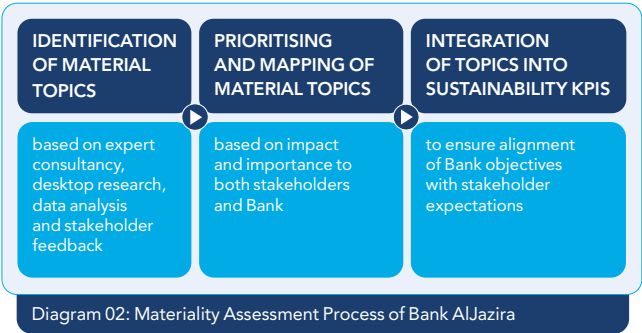 IDENTIFICATION
OF MATERIAL
TOPICS
based on expert
consultancy,
desktop research,
data analysis
and stakeholder
feedback
PRIORITISING
AND MAPPING OF
MATERIAL TOPICS
based on impact
and importance to
both stakeholders
and Bank
INTEGRATION
OF TOPICS INTO
SUSTAINABILITY KPIS
to ensure alignment
of Bank objectives
with stakeholder
expectations
Diagram 02: Materiality Assessment Process of Bank AlJazira